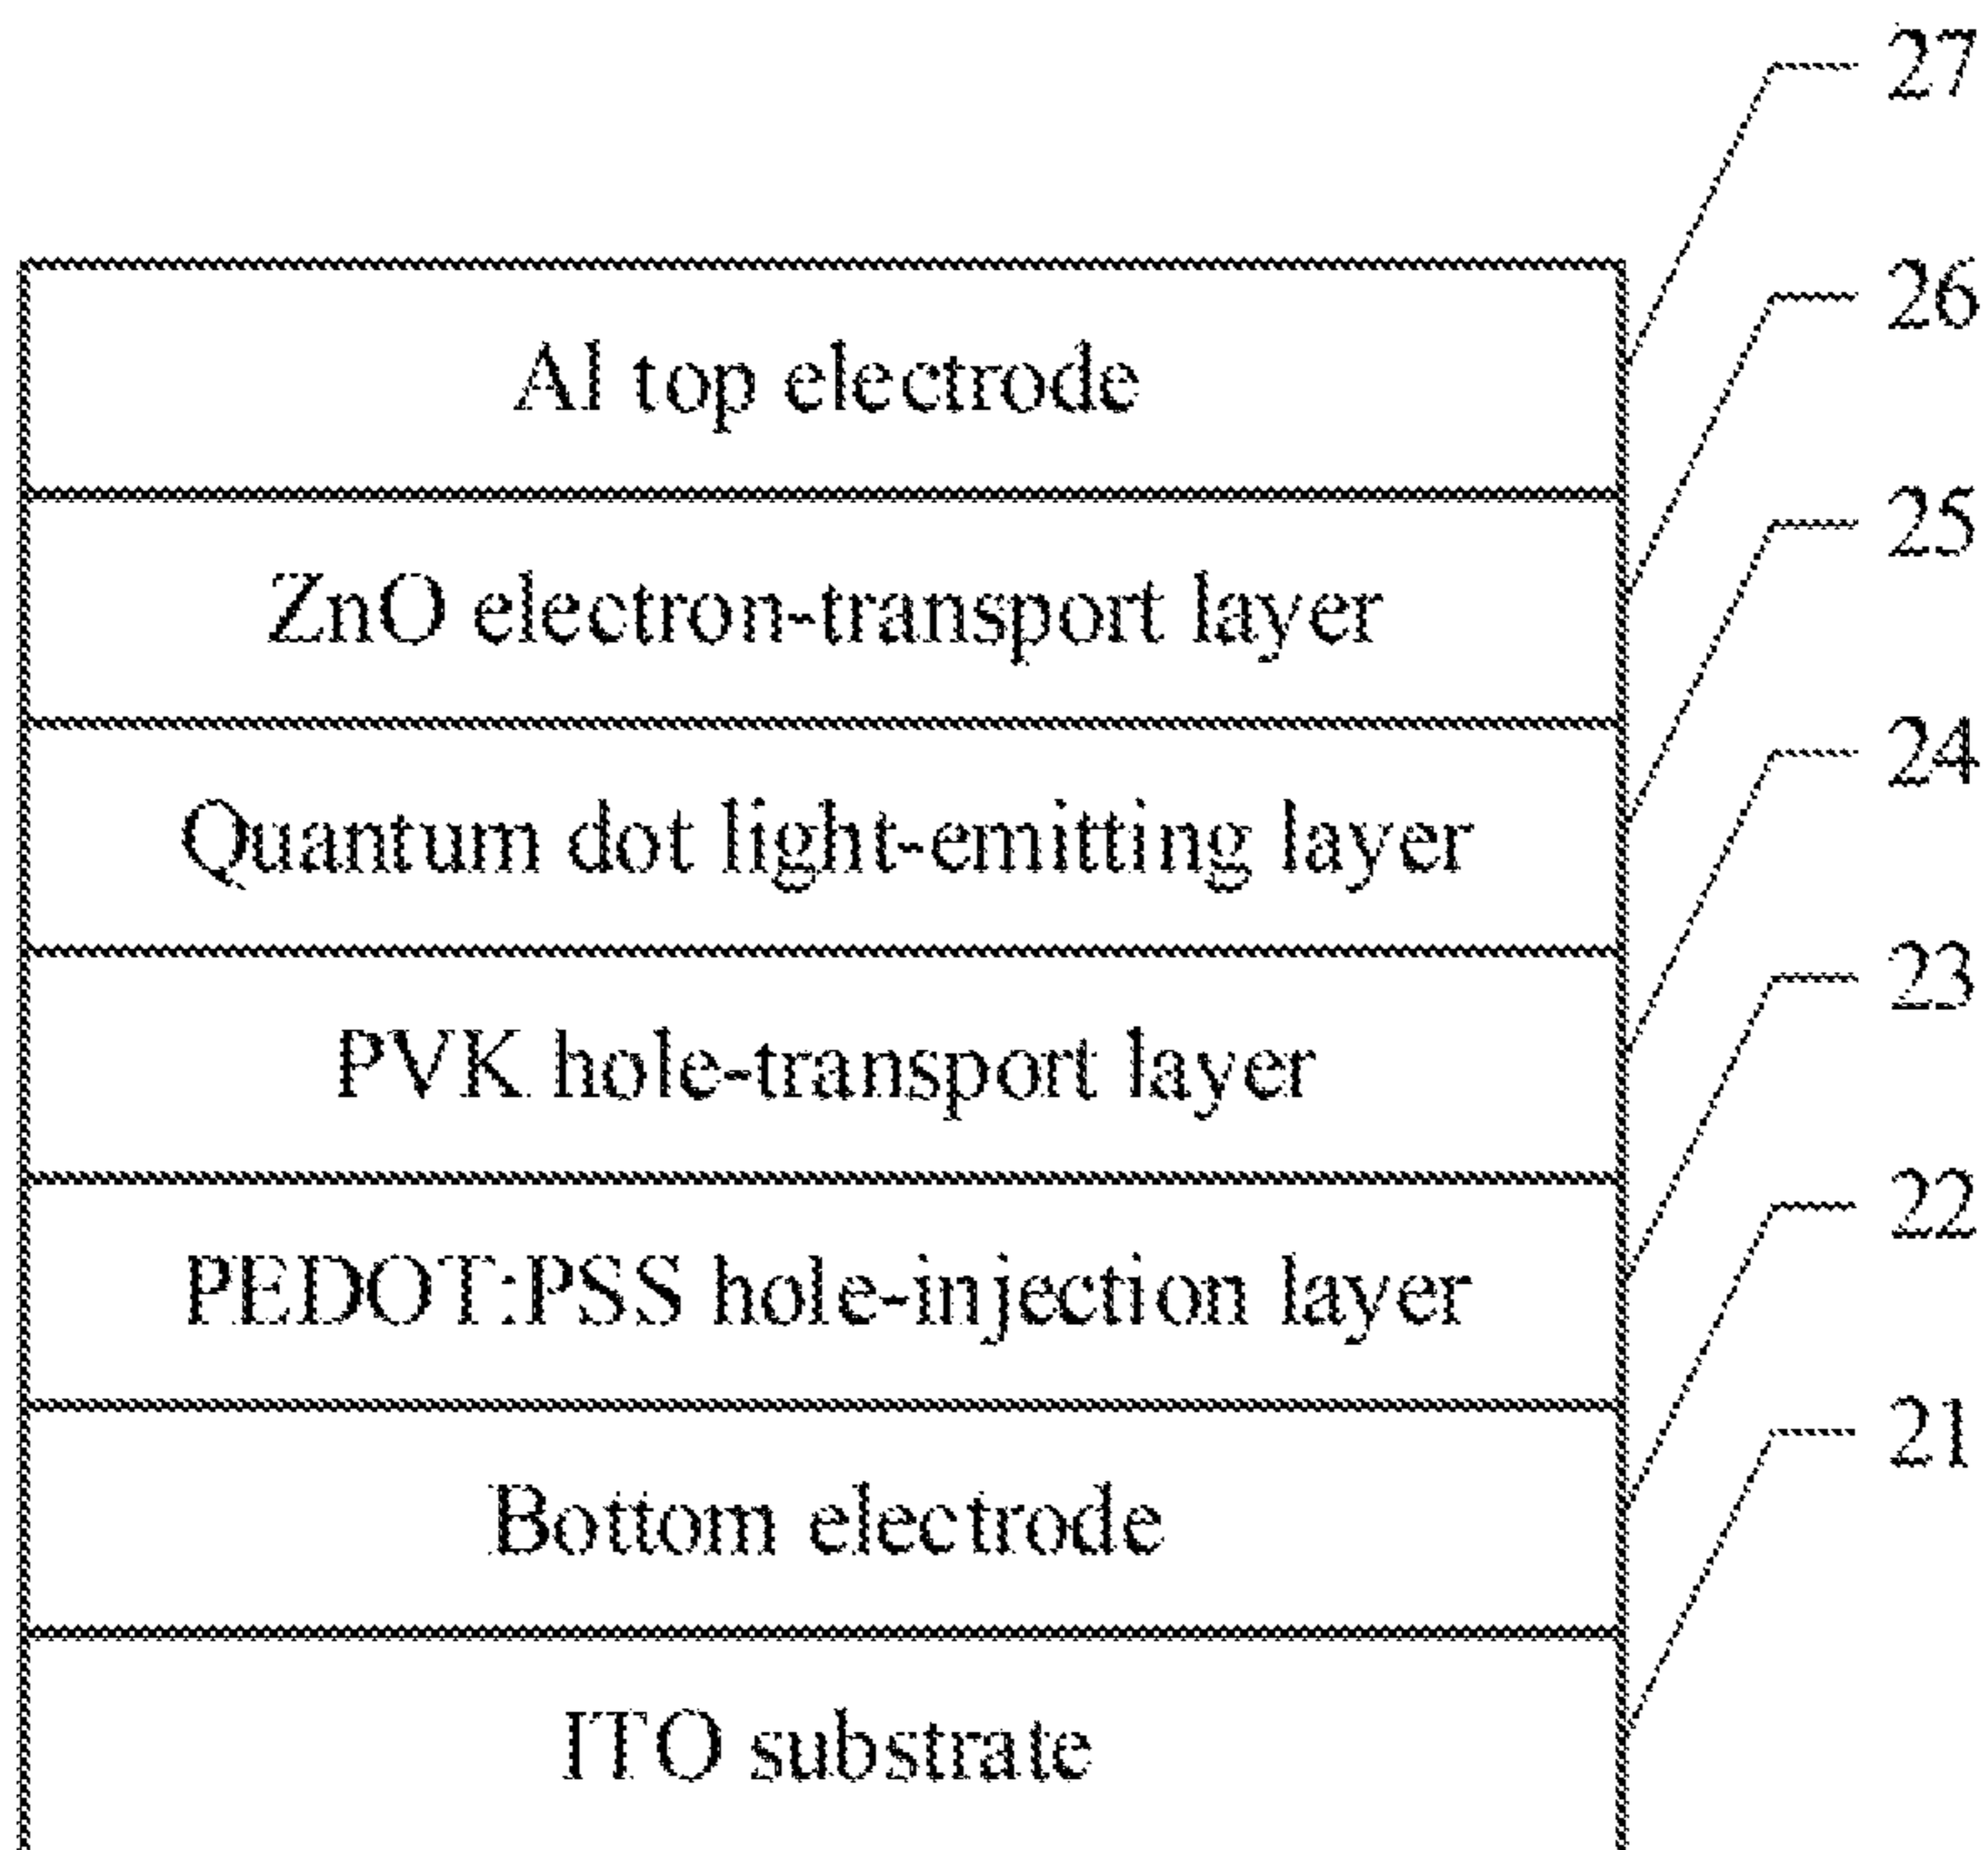 27
Al top electrode
26
ZnO electron-transport layer
25
Quantum dot light-emitting layer
24
PVK hole-transport layer
23
PEDOT:PSS hole-injection layer
22
Bottom electrode
21
ITO substrate